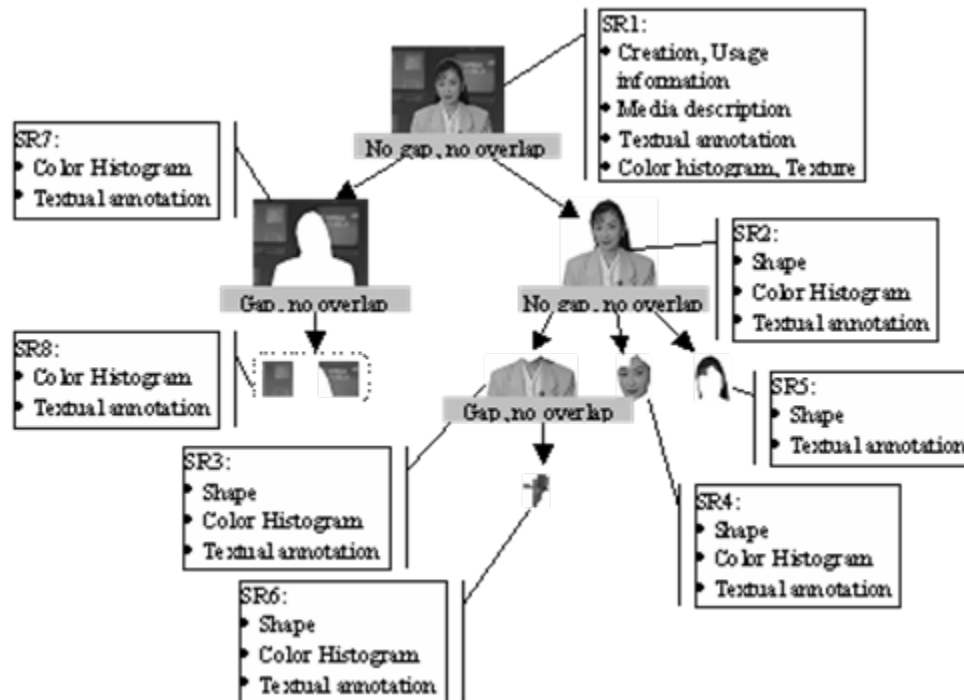 SR1:
• Creation, Usage
information
• Media description
• Textual annotation
• Color histogram, Texture
No gap, no overlap
SR7:
• Color Histogram
• Textual annotation
SR2:
• Shape
• Color Histogram
• Textual annotation
Gap, no overlap
No gap, no overlap
SR8:
• Color Histogram
• Textual annotation
SR5:
• Shape
• Textual annotation
Gap, no overlap
SR3:
• Shape
• Color Histogram
• Textual annotation
SR4:
• Shape
• Color Histogram
• Textual annotation
SR6:
• Shape
• Color Histogram
• Textual annotation